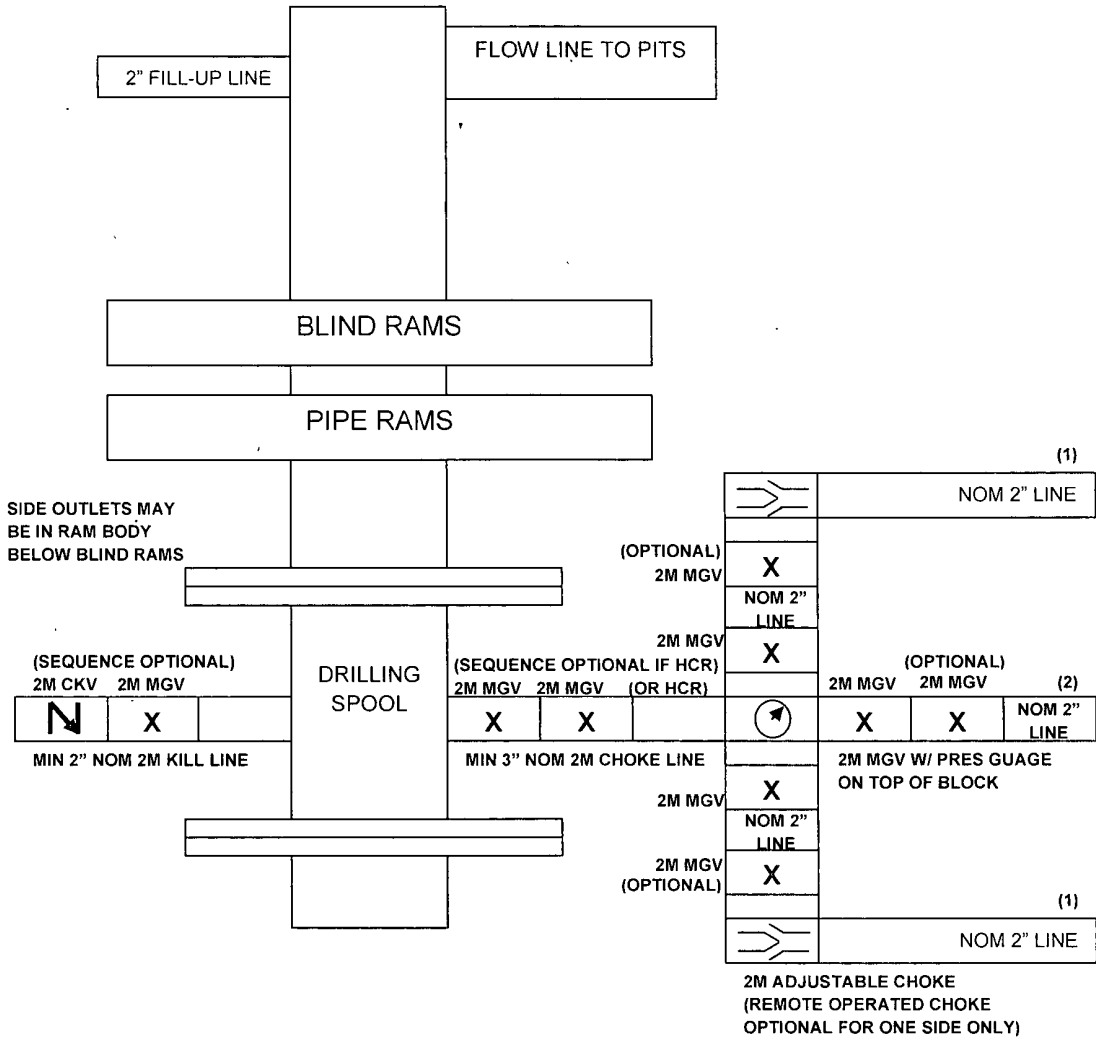 FLOW LINE TO PITS
2" FILL-UP LINE
BLIND RAMS
PIPE RAMS
(1)
NOM 2" LINE
SIDE OUTLETS MAY
BE IN RAM BODY
BELOW BLIND RAMS
(OPTIONAL)
2M MGV
X
NOM 2"
LINE
2M MGV
X
(SEQUENCE OPTIONAL)
2M CKV 2M MGV
N X
MIN 2" NOM 2M KILL LINE
DRILLING
SPOOL
(SEQUENCE OPTIONAL IF HCR)
2M MGV 2M MGV (OR HCR)
X X
MIN 3" NOM 2M CHOKE LINE
(OPTIONAL)
2M MGV 2M MGV (2)
X X
NOM 2"
LINE
2M MGV W/ PRES GUAGE
ON TOP OF BLOCK
2M MGV
X
NOM 2"
LINE
2M MGV
(OPTIONAL)
X
(1)
NOM 2" LINE
2M ADJUSTABLE CHOKE
(REMOTE OPERATED CHOKE
OPTIONAL FOR ONE SIDE ONLY)